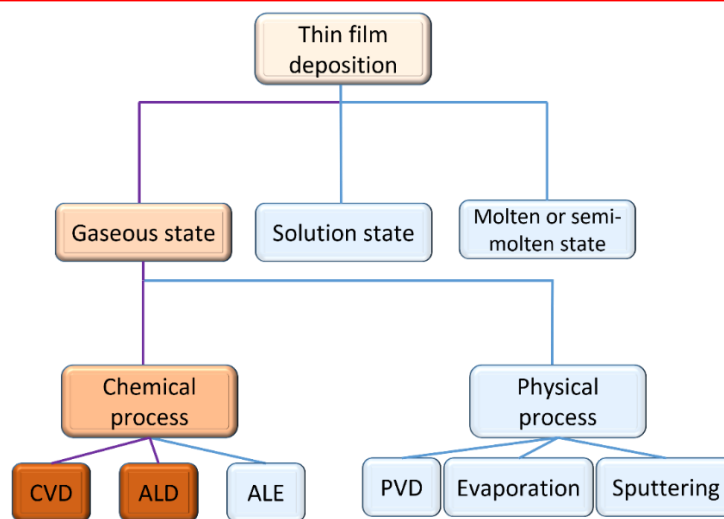 Thin film
deposition
Gaseous state
Solution state
Molten or semi-
molten state
Chemical
process
Physical
process
CVD
ALD
ALE
PVD
Evaporation
Sputtering